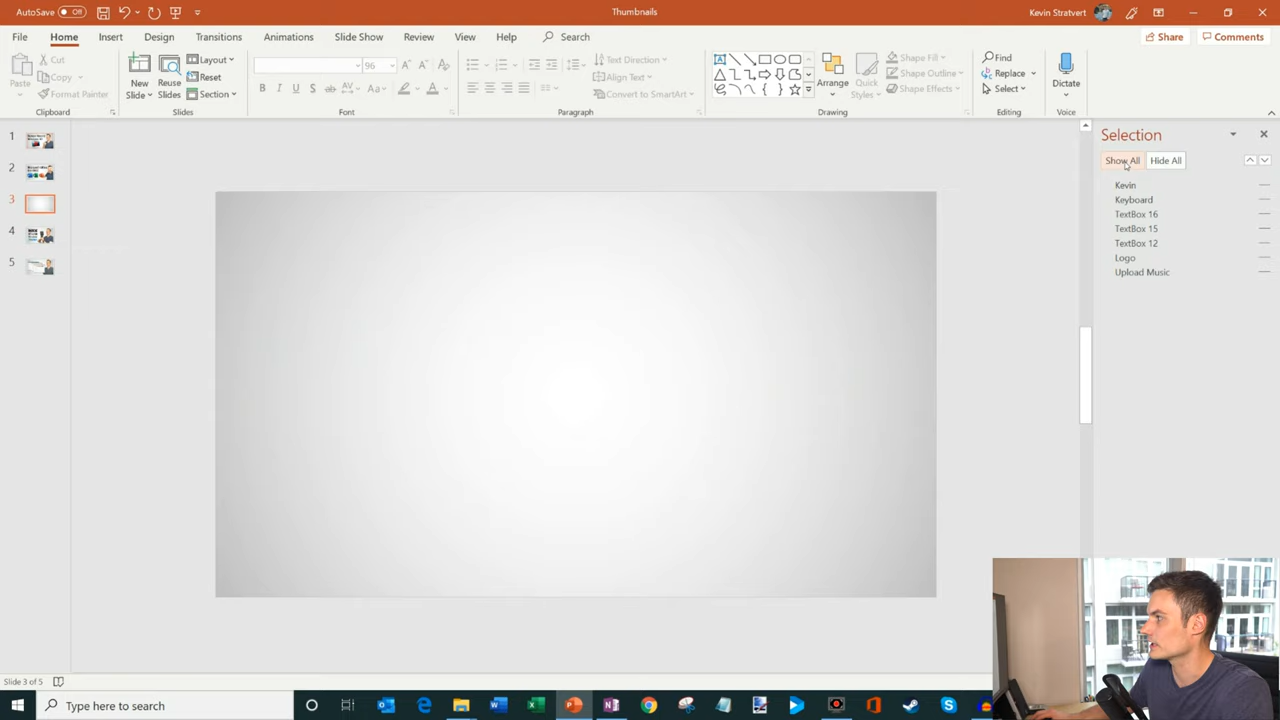 AutoSave Off
Thumbnails
Kevin Stratvert
File Home Insert Design Transitions Animations Slide Show Review View Help Search
Share Comments
Paste
Cut
Copy
Format Painter
Clipboard
New Slide
Reuse Slides
Layout
Reset
Section
Slides
96
B I U S ab AV Aa A
Font
Text Direction
Align Text
Convert to SmartArt
Paragraph
Arrange
Quick Styles
Shape Fill
Shape Outline
Shape Effects
Drawing
Find
Replace
Select
Editing
Dictate
Voice
1
2
3
4
5
Selection
Show All Hide All
Kevin
Keyboard
TextBox 16
TextBox 15
TextBox 12
Logo
Upload Music
Slide 3 of 5
Type here to search